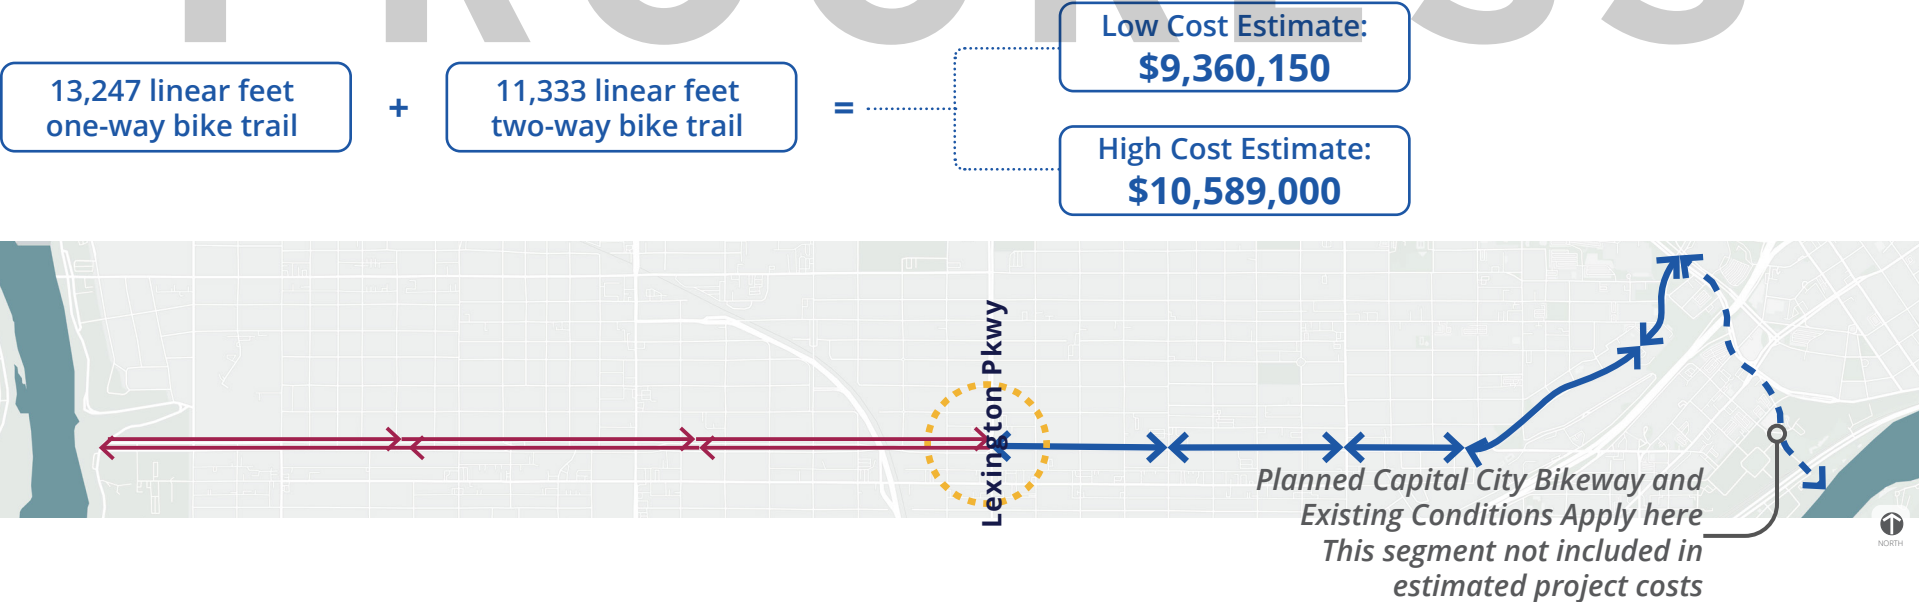 PROGRESS
Low Cost Estimate:
$9,360,150
13,247 linear feet
one-way bike trail
+
11,333 linear feet
two-way bike trail
=
High Cost Estimate:
$10,589,000
Lexington Pkwy
Planned Capital City Bikeway and
Existing Conditions Apply here
This segment not included in
estimated project costs
NORTH